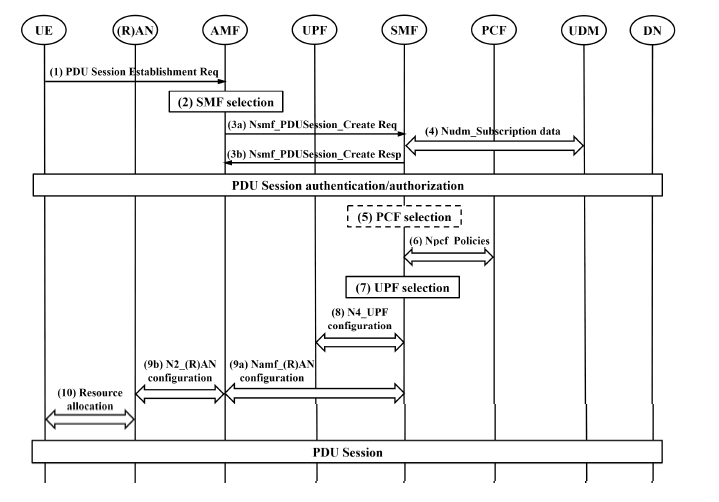 UE (R)AN AMF UPF SMF PCF UDM DN
(1) PDU Session Establishment Req
(2) SMF selection
(3a) Nsmf_PDUSession_Create Req
(4) Nudm_Subscription data
(3b) Nsmf_PDUSession_Create Resp
PDU Session authentication/authorization
(5) PCF selection
(6) Npcf_Policies
(7) UPF selection
(8) N4_UPF
configuration
(9b) N2_(R)AN
configuration
(9a) Namf_(R)AN
configuration
(10) Resource
allocation
PDU Session